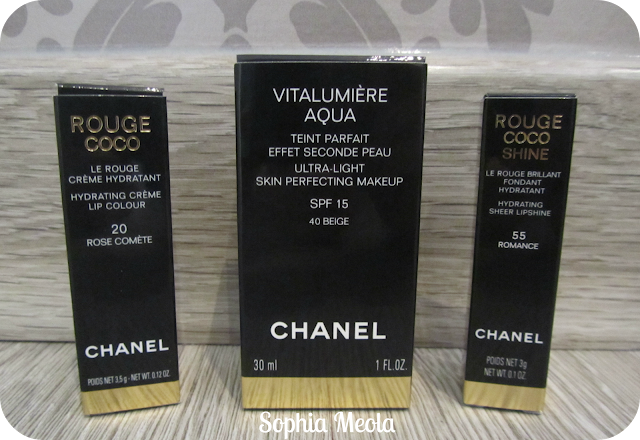 ROUGE
COCO
LE ROUGE
CRÈME HYDRATANT
HYDRATING CRÈME
LIP COLOUR
20
ROSE COMÈTE
CHANEL
POIDS NET 3.5g - NET WT. 0.12 OZ.
VITALUMIÈRE
AQUA
TEINT PARFAIT
EFFET SECONDE PEAU
ULTRA-LIGHT
SKIN PERFECTING MAKEUP
SPF 15
40 BEIGE
CHANEL
30 ml 1 FL.OZ.
ROUGE
COCO
SHINE
LE ROUGE BRILLANT
FONDANT
HYDRATANT
HYDRATING
SHEER LIPSHINE
55
ROMANCE
CHANEL
POIDS NET 3g
NET WT. 0.1 OZ.
Sophia Meola